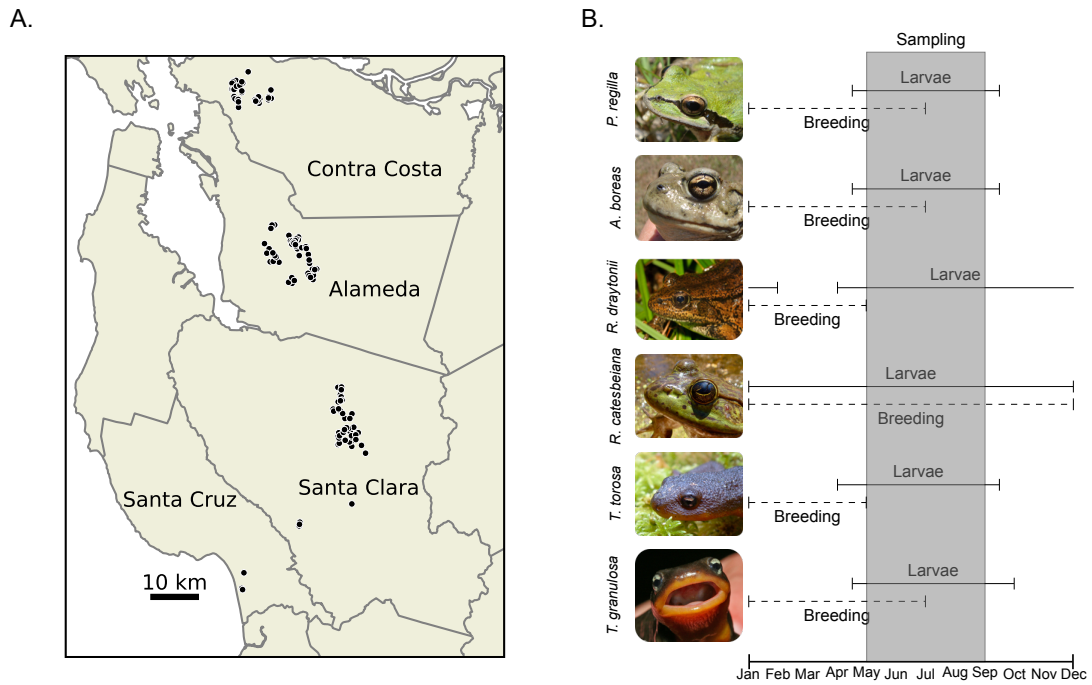 A.
Contra Costa
Alameda
Santa Clara
Santa Cruz
10 km
B.
Sampling
P. regilla
Larvae
Breeding
A. boreas
Larvae
Breeding
R. draytonii
Larvae
Breeding
R. catesbeiana
Larvae
Breeding
T. torosa
Larvae
Breeding
T. granulosa
Larvae
Breeding
Jan Feb Mar Apr May Jun Jul Aug Sep Oct Nov Dec